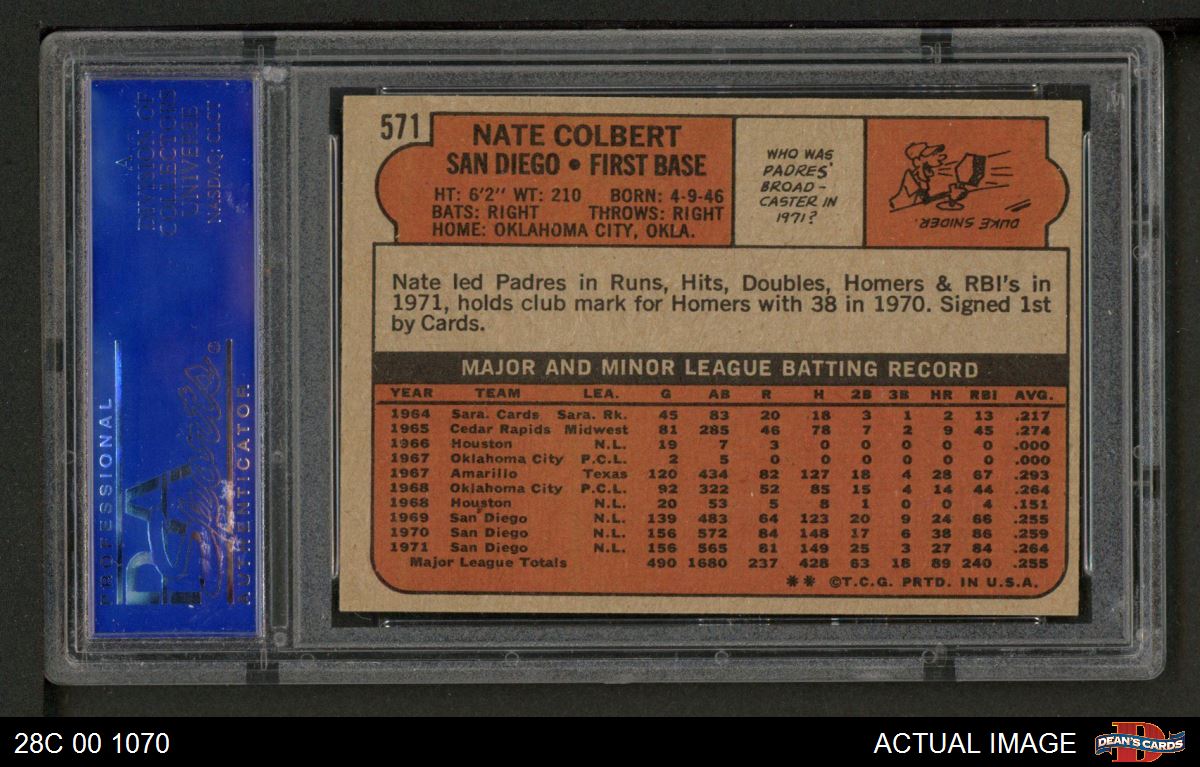 A
DIVISION OF
COLLECTORS
UNIVERSE
NASDAQ: CLCT
PROFESSIONAL
PSA
Sports®
AUTHENTICATOR
571
NATE COLBERT
SAN DIEGO • FIRST BASE
HT: 6'2" WT: 210 BORN: 4-9-46
BATS: RIGHT THROWS: RIGHT
HOME: OKLAHOMA CITY, OKLA.
WHO WAS
PADRES'
BROAD-
CASTER IN
1971?
DUKE SNIDER.
Nate led Padres in Runs, Hits, Doubles, Homers & RBI's in
1971, holds club mark for Homers with 38 in 1970. Signed 1st
by Cards.
MAJOR AND MINOR LEAGUE BATTING RECORD
YEAR TEAM LEA. G AB R H 2B 3B HR RBI AVG.
1964 Sara. Cards Sara. Rk. 45 83 20 18 3 1 2 13 .217
1965 Cedar Rapids Midwest 81 285 46 78 7 2 9 45 .274
1966 Houston N.L. 19 7 3 0 0 0 0 0 .000
1967 Oklahoma City P.C.L. 2 5 0 0 0 0 0 0 .000
1967 Amarillo Texas 120 434 82 127 18 4 28 67 .293
1968 Oklahoma City P.C.L. 92 322 52 85 15 4 14 44 .264
1968 Houston N.L. 20 53 5 8 1 0 0 4 .151
1969 San Diego N.L. 139 483 64 123 20 9 24 66 .255
1970 San Diego N.L. 156 572 84 148 17 6 38 86 .259
1971 San Diego N.L. 156 565 81 149 25 3 27 84 .264
Major League Totals 490 1680 237 428 63 18 89 240 .255
** ©T.C.G. PRTD. IN U.S.A.
28C 00 1070
ACTUAL IMAGE
DEAN'S CARDS